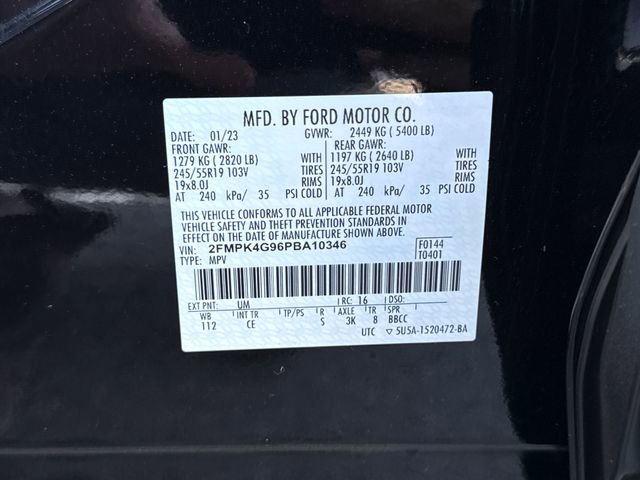 MFD. BY FORD MOTOR CO.
DATE: 01/23 GVWR: 2449 KG ( 5400 LB)
FRONT GAWR: REAR GAWR:
1279 KG ( 2820 LB) WITH 1197 KG ( 2640 LB) WITH
245/55R19 103V TIRES 245/55R19 103V TIRES
19x8.0J RIMS 19x8.0J RIMS
AT 240 kPa/ 35 PSI COLD AT 240 kPa/ 35 PSI COLD
THIS VEHICLE CONFORMS TO ALL APPLICABLE FEDERAL MOTOR
VEHICLE SAFETY AND THEFT PREVENTION STANDARDS IN
EFFECT ON THE DATE OF MANUFACTURE SHOWN ABOVE.
VIN: 2FMPK4G96PBA10346 F0144
TYPE: MPV T0401
EXT PNT: UM RC: 16 DSO:
WB INT TR TP/PS R AXLE TR SPR
112 CE S 3K 8 BBCC
UTC ▽ 5U5A-1520472-BA